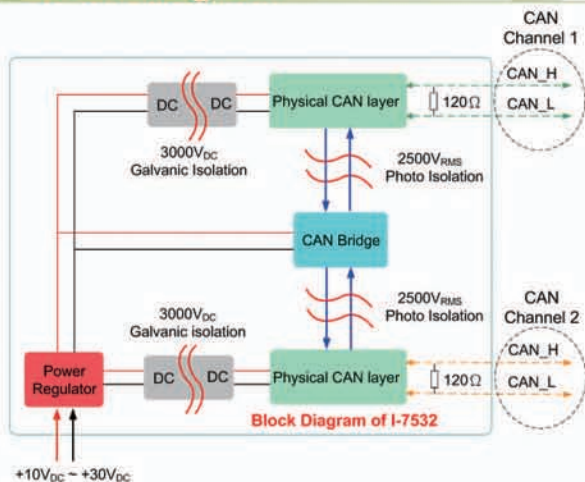 CAN
Channel 1
CAN_H
CAN_L
DC DC
Physical CAN layer
120Ω
3000VDC
Galvanic Isolation
2500VRMS
Photo Isolation
CAN Bridge
3000VDC
Galvanic isolation
2500VRMS
Photo Isolation
CAN
Channel 2
CAN_H
CAN_L
Power
Regulator
DC DC
Physical CAN layer
120Ω
Block Diagram of I-7532
+10VDC ~ +30VDC